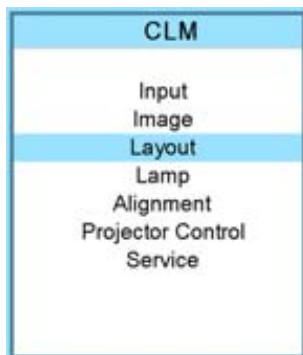 CLM
Input
Image
Layout
Lamp
Alignment
Projector Control
Service